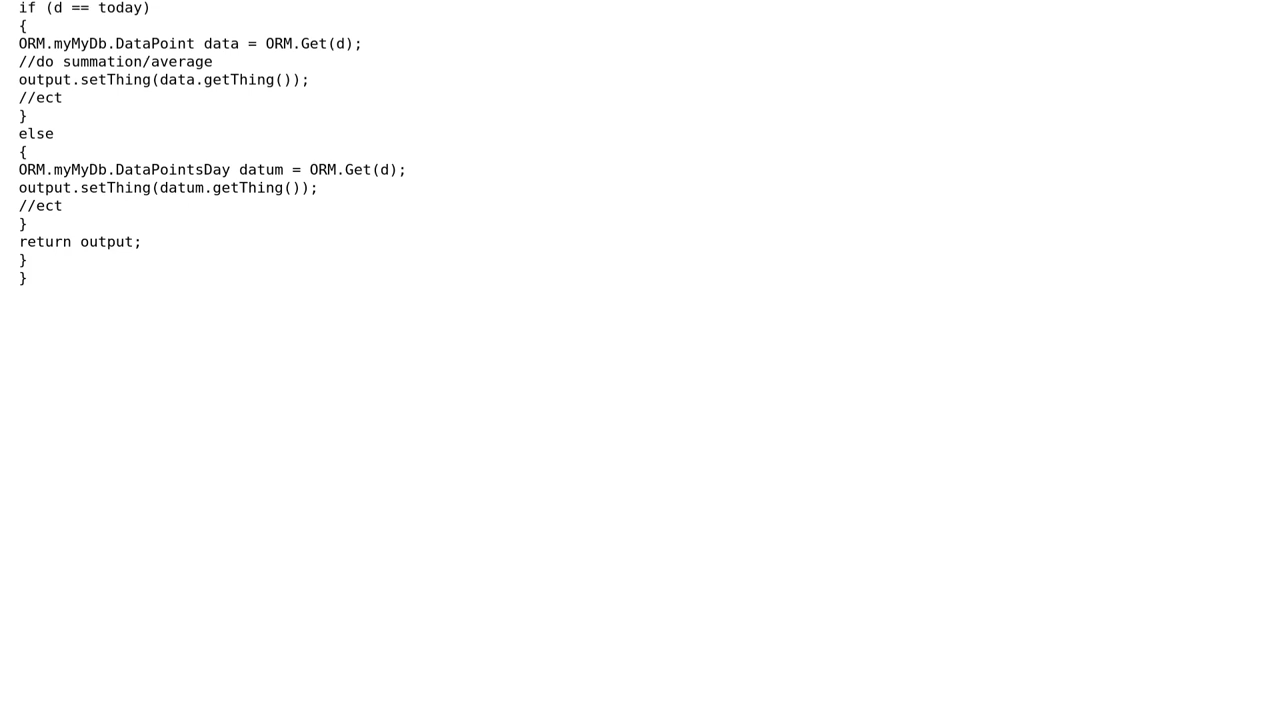 if (d == today)
{
ORM.myMyDb.DataPoint data = ORM.Get(d);
//do summation/average
output.setThing(data.getThing());
//ect
}
else
{
ORM.myMyDb.DataPointsDay datum = ORM.Get(d);
output.setThing(datum.getThing());
//ect
}
return output;
}
}